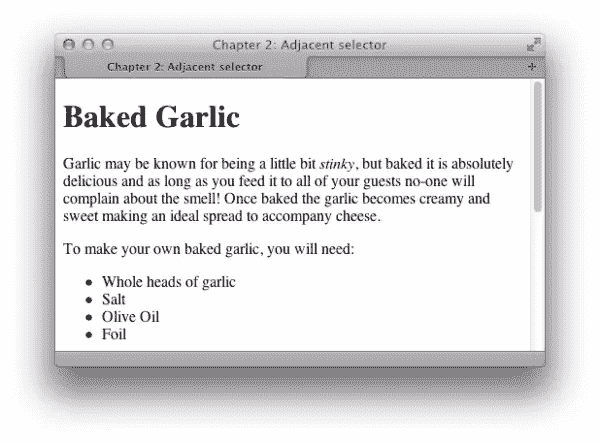 Chapter 2: Adjacent selector
Chapter 2: Adjacent selector
Baked Garlic
Garlic may be known for being a little bit stinky, but baked it is absolutely
delicious and as long as you feed it to all of your guests no-one will
complain about the smell! Once baked the garlic becomes creamy and
sweet making an ideal spread to accompany cheese.
To make your own baked garlic, you will need:
• Whole heads of garlic
• Salt
• Olive Oil
• Foil